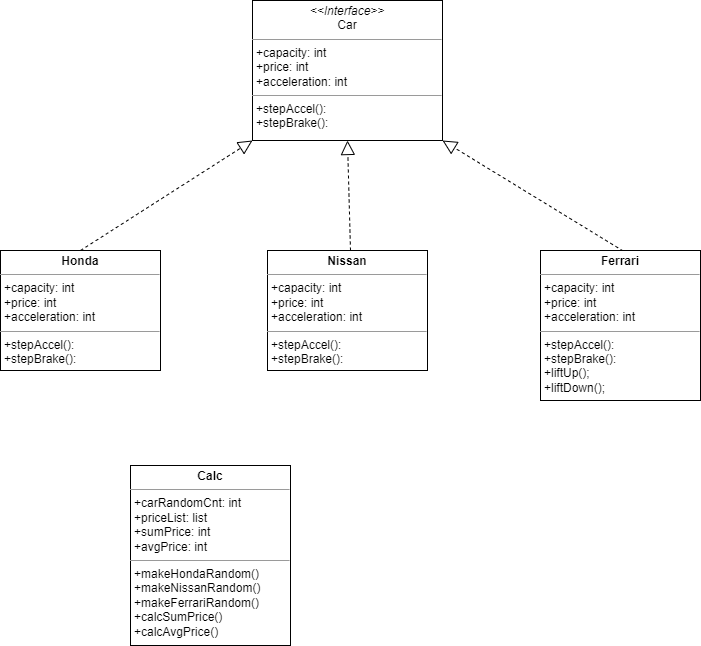 <<Interface>>
Car
+capacity: int
+price: int
+acceleration: int
+stepAccel():
+stepBrake():
Honda
+capacity: int
+price: int
+acceleration: int
+stepAccel():
+stepBrake():
Nissan
+capacity: int
+price: int
+acceleration: int
+stepAccel():
+stepBrake():
Ferrari
+capacity: int
+price: int
+acceleration: int
+stepAccel():
+stepBrake():
+liftUp();
+liftDown();
Calc
+carRandomCnt: int
+priceList: list
+sumPrice: int
+avgPrice: int
+makeHondaRandom()
+makeNissanRandom()
+makeFerrariRandom()
+calcSumPrice()
+calcAvgPrice()